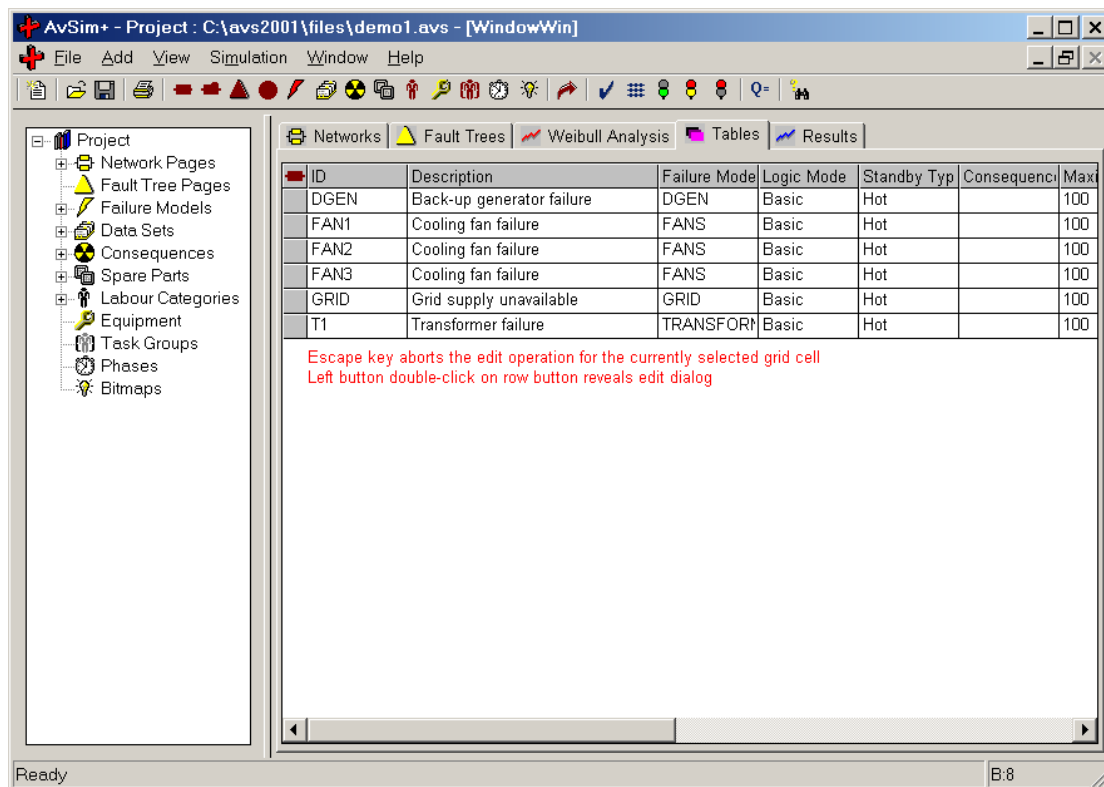 AvSim+ - Project : C:\avs2001\files\demo1.avs - [WindowWin]
File Add View Simulation Window Help
Q=
Project
Network Pages
Fault Tree Pages
Failure Models
Data Sets
Consequences
Spare Parts
Labour Categories
Equipment
Task Groups
Phases
Bitmaps
Networks Fault Trees Weibull Analysis Tables Results
ID Description Failure Mode Logic Mode Standby Typ Consequenc Maxi
DGEN Back-up generator failure DGEN Basic Hot 100
FAN1 Cooling fan failure FANS Basic Hot 100
FAN2 Cooling fan failure FANS Basic Hot 100
FAN3 Cooling fan failure FANS Basic Hot 100
GRID Grid supply unavailable GRID Basic Hot 100
T1 Transformer failure TRANSFORM Basic Hot 100
Escape key aborts the edit operation for the currently selected grid cell
Left button double-click on row button reveals edit dialog
Ready B:8